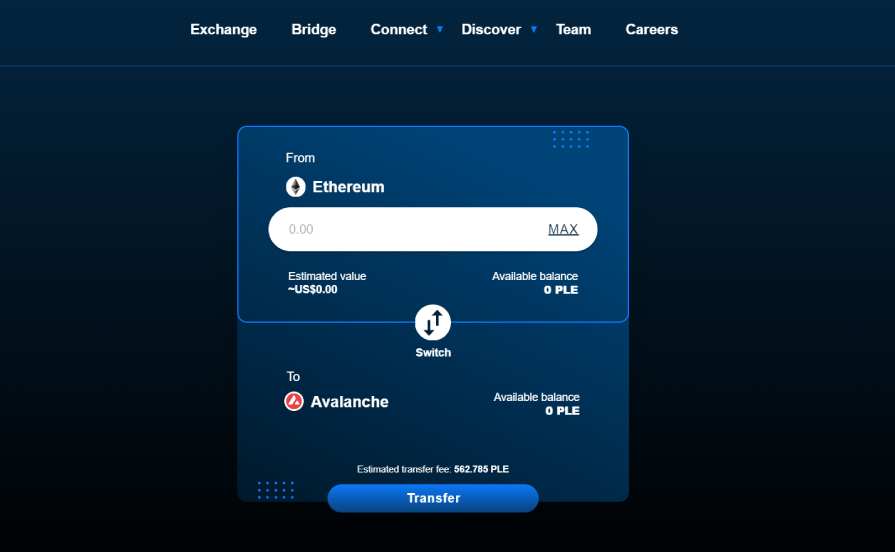 Exchange Bridge Connect ▼ Discover ▼ Team Careers
From
Ethereum
0.00 MAX
Estimated value Available balance
~US$0.00 0 PLE
Switch
To
Avalanche
Available balance
0 PLE
Estimated transfer fee: 562.785 PLE
Transfer